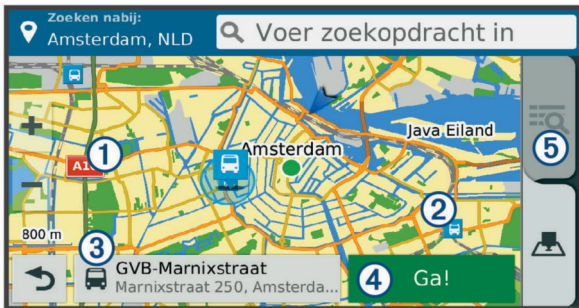 Zoeken nabij:
Amsterdam, NLD
Voer zoekopdracht in
Java Eiland
Amsterdam
1
A1
5
2
800 m
3
GVB-Marnixstraat
Marnixstraat 250, Amsterda...
4
Ga!